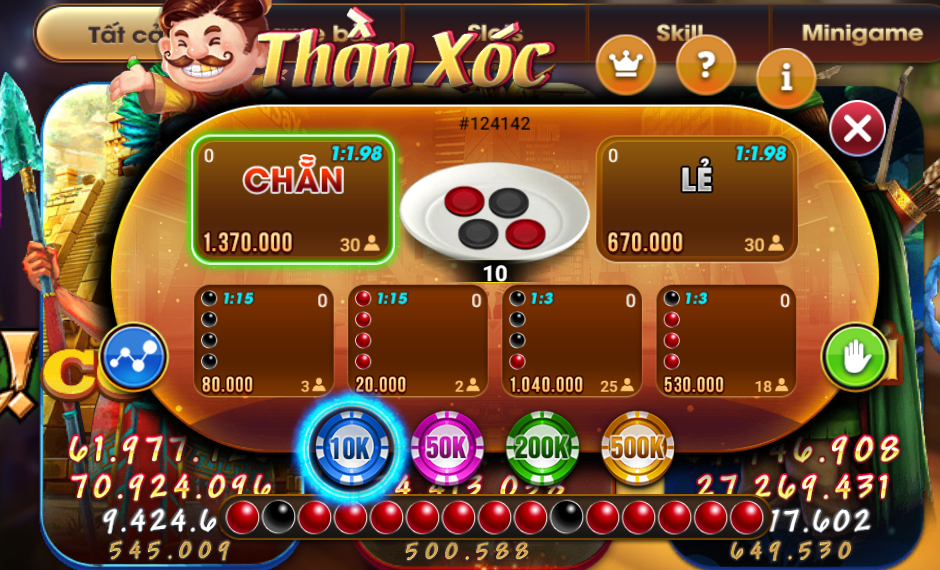 Tất cả
Slots
Skill
Minigame
Thần Xóc
?
i
#124142
0
1:1.98
CHẴN
1.370.000
30
0
1:1.98
LẺ
670.000
30
10
1:15
0
80.000
3
1:15
0
20.000
2
1:3
0
1.040.000
25
1:3
0
530.000
18
10K
50K
200K
500K
61.977.
70.924.096
27.269.431
9.424.6
17.602
545.009
500.588
649.530